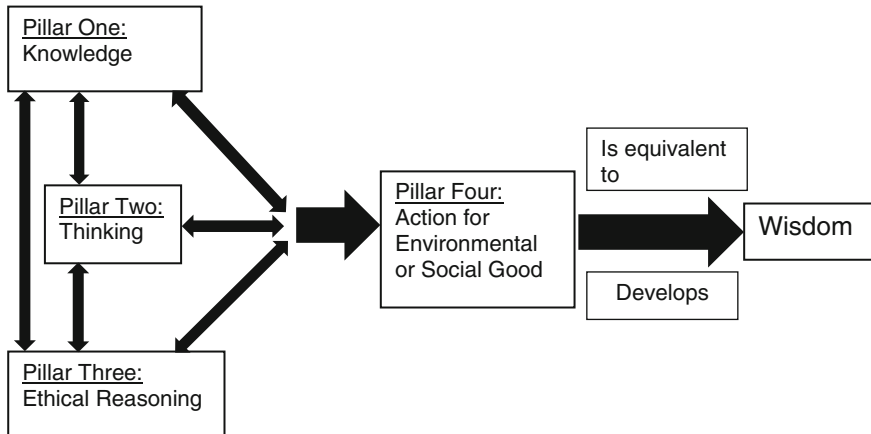 Pillar One:
Knowledge
Pillar Two:
Thinking
Pillar Three:
Ethical Reasoning
Pillar Four:
Action for
Environmental
or Social Good
Is equivalent
to
Develops
Wisdom